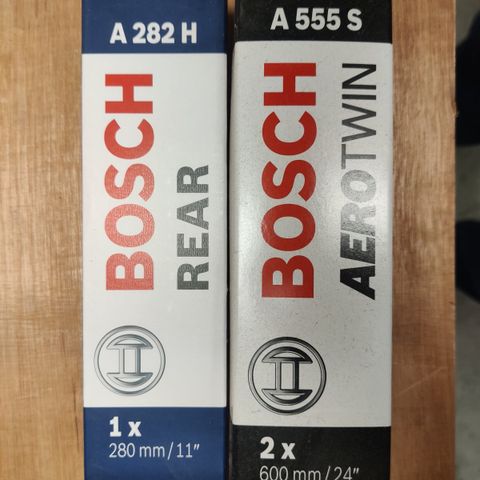 A 282 H
BOSCH
REAR
1 x
280 mm / 11"
A 555 S
BOSCH
AEROTWIN
2 x
600 mm / 24"